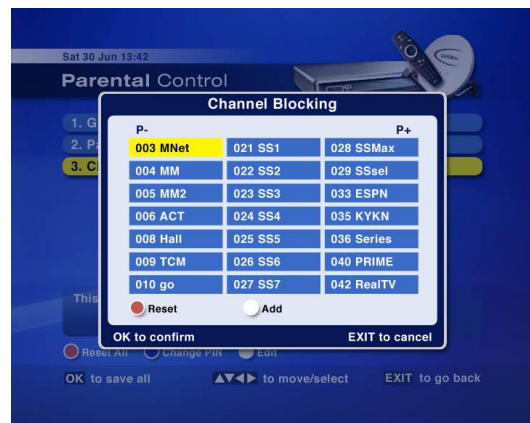 Sat 30 Jun 13:42
Parental Control
Channel Blocking
1. G
2. P
3. C
P- P+
003 MNet 021 SS1 028 SSMax
004 MM 022 SS2 029 SSsel
005 MM2 023 SS3 033 ESPN
006 ACT 024 SS4 035 KYKN
008 Hall 025 SS5 036 Series
009 TCM 026 SS6 040 PRIME
010 go 027 SS7 042 RealTV
Reset Add
OK to confirm EXIT to cancel
This
Reset All Change PIN Edit
OK to save all ▲▼◀▶ to move/select EXIT to go back